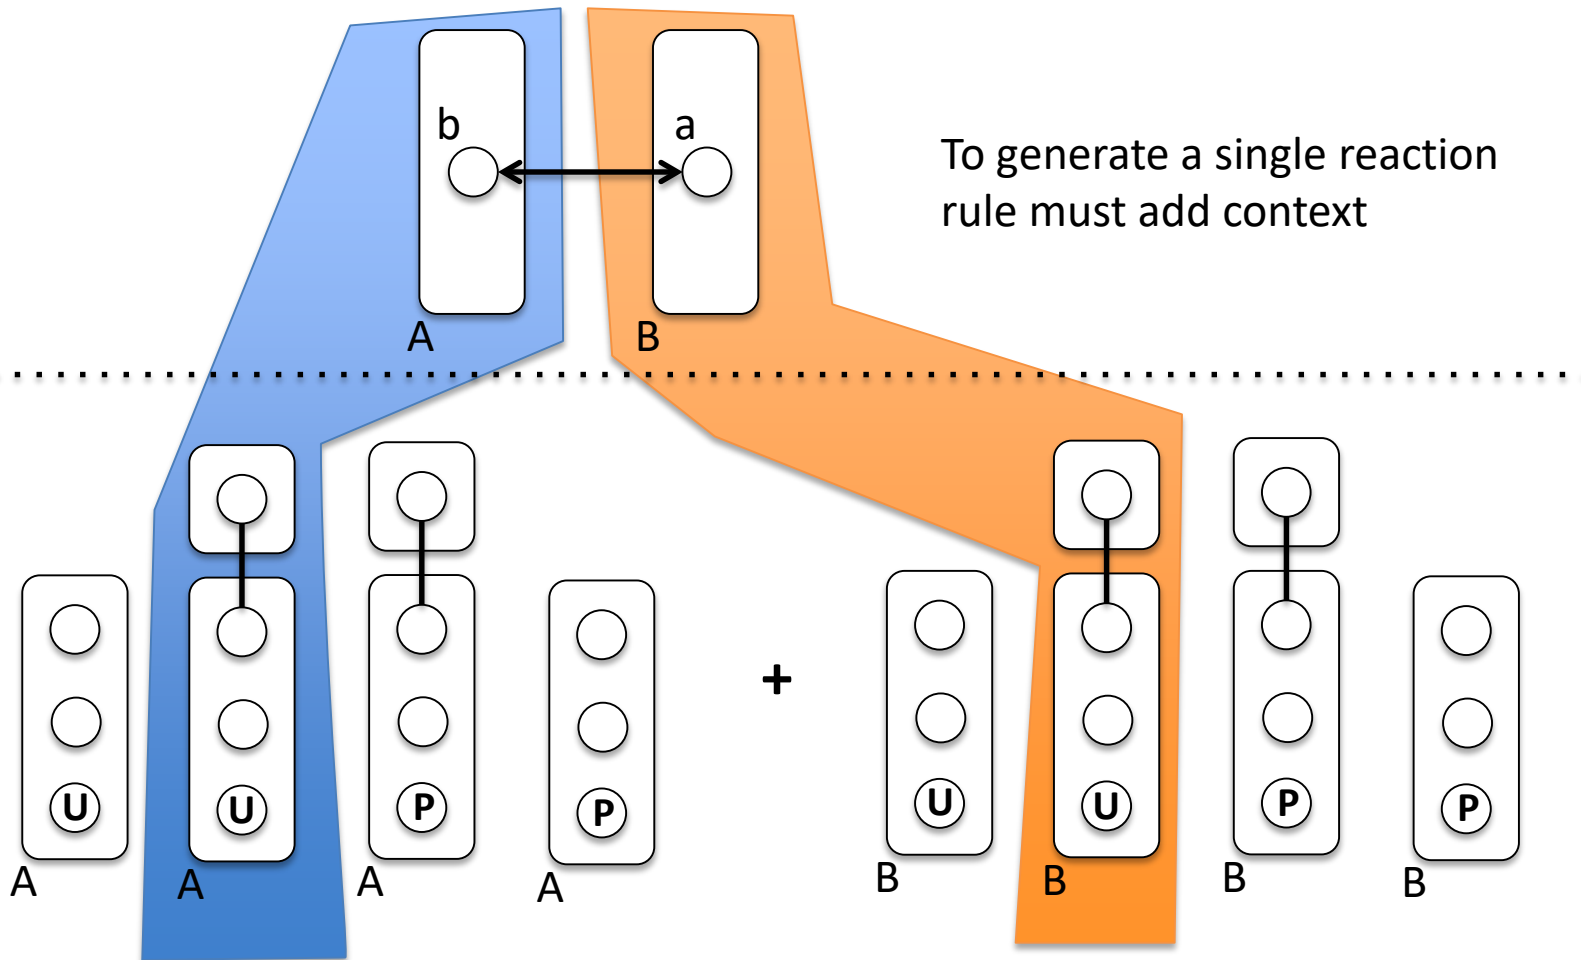 b
a
To generate a single reaction
rule must add context
A
B
+
U
U
P
P
U
U
P
P
A
A
A
A
B
B
B
B